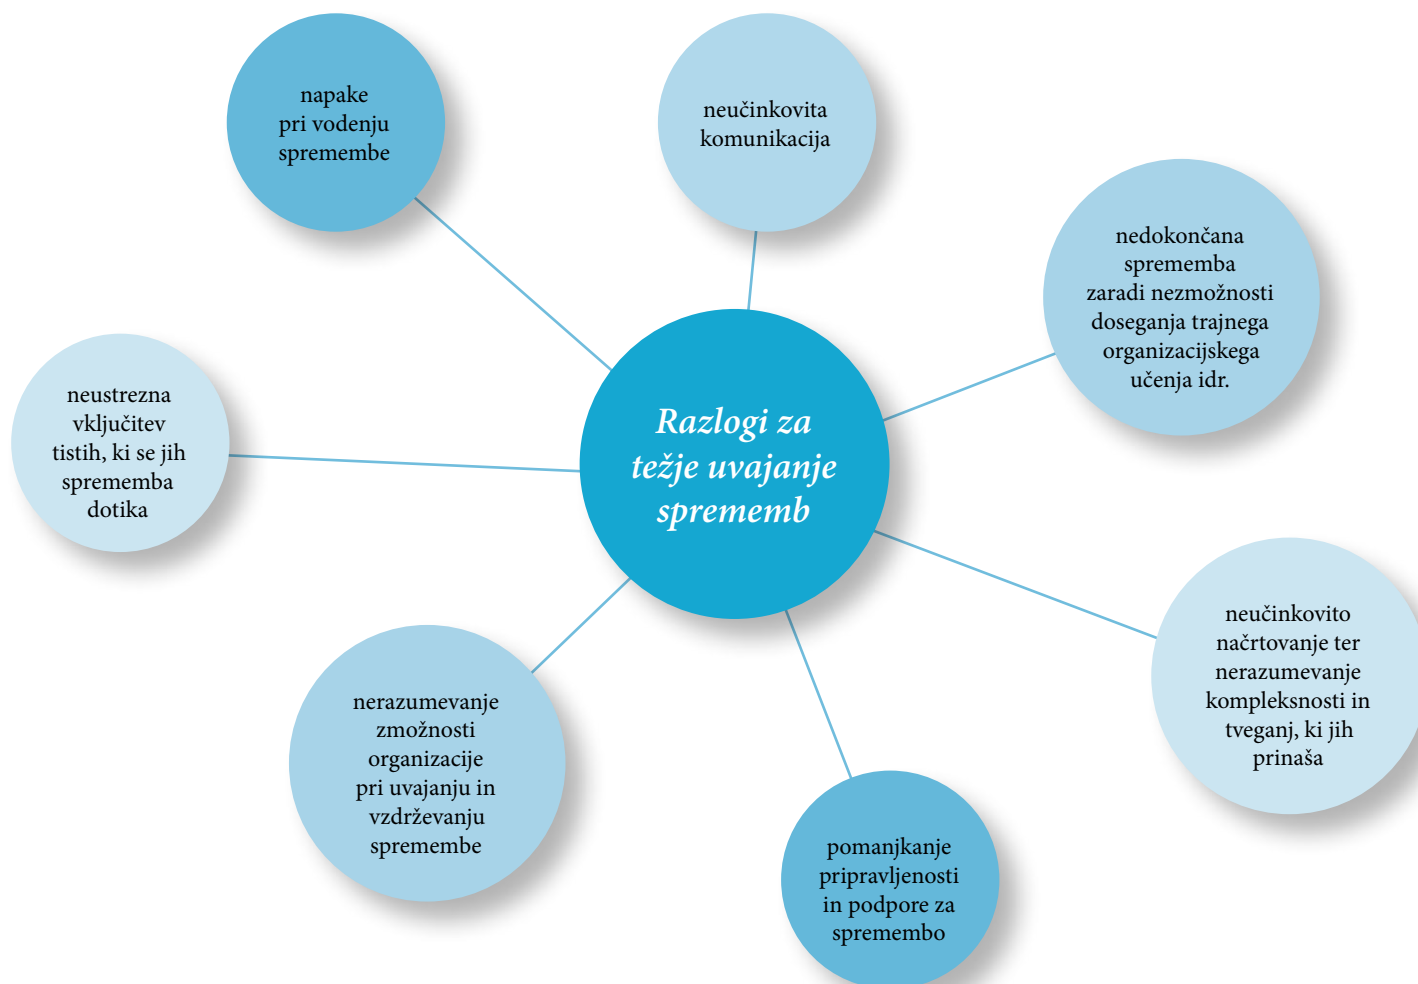 napake
pri vodenju
spremembe
neučinkovita
komunikacija
nedokončana
sprememba
zaradi nezmožnosti
doseganja trajnega
organizacijskega
učenja idr.
neustrezna
vključitev
tistih, ki se jih
sprememba
dotika
Razlogi za
težje uvajanje
sprememb
neučinkovito
načrtovanje ter
nerazumevanje
kompleksnosti in
tveganj, ki jih
prinaša
nerazumevanje
zmožnosti
organizacije
pri uvajanju in
vzdrževanju
spremembe
pomanjkanje
pripravljenosti
in podpore za
spremembo